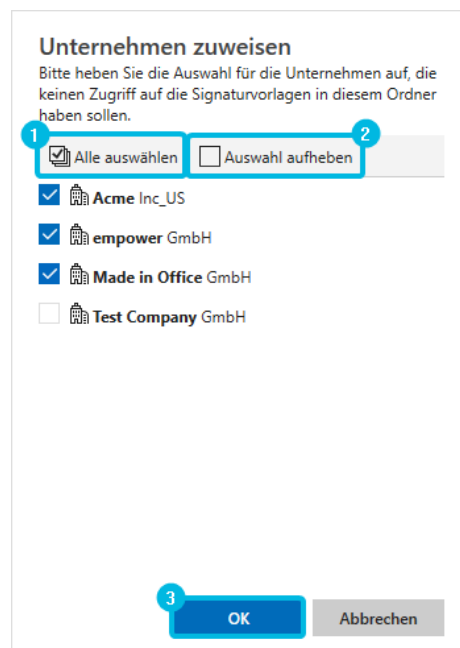 Unternehmen zuweisen
Bitte heben Sie die Auswahl für die Unternehmen auf, die
keinen Zugriff auf die Signaturvorlagen in diesem Ordner
haben sollen.
1 2
Alle auswählen Auswahl aufheben
Acme Inc_US
empower GmbH
Made in Office GmbH
Test Company GmbH
3
OK Abbrechen